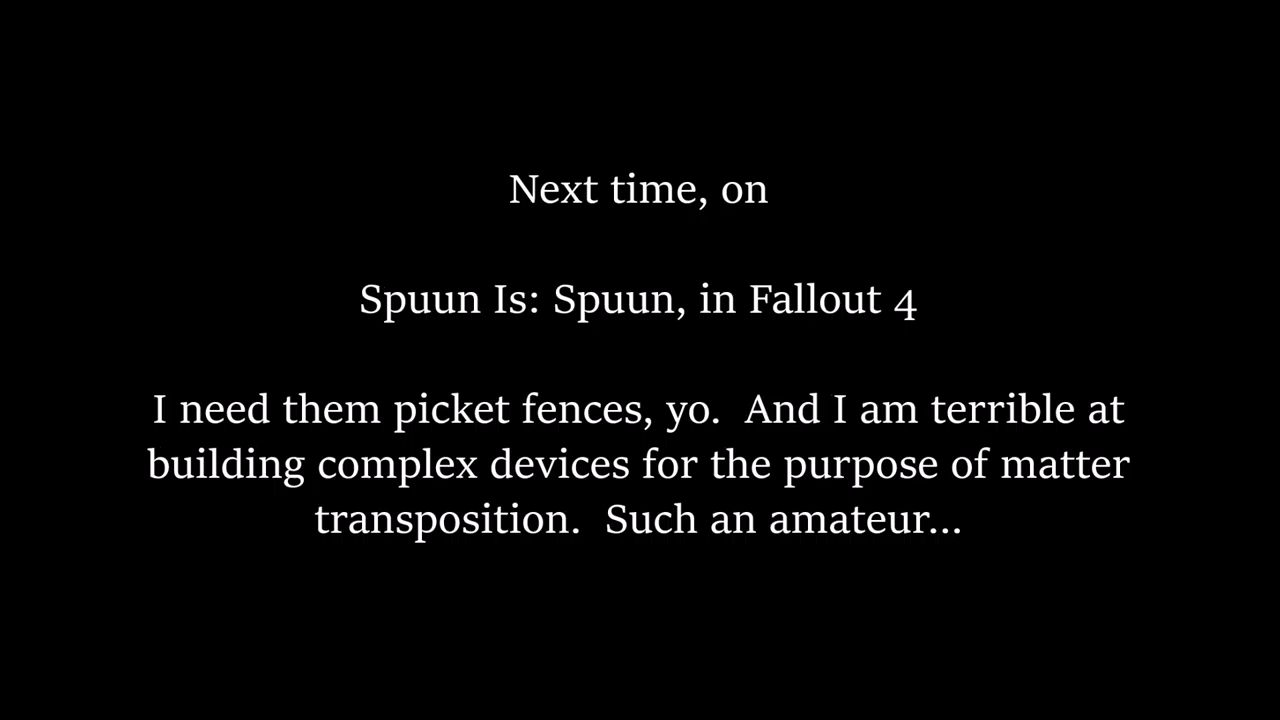 Next time, on
Spuun Is: Spuun, in Fallout 4
I need them picket fences, yo.  And I am terrible at
building complex devices for the purpose of matter
transposition.  Such an amateur...